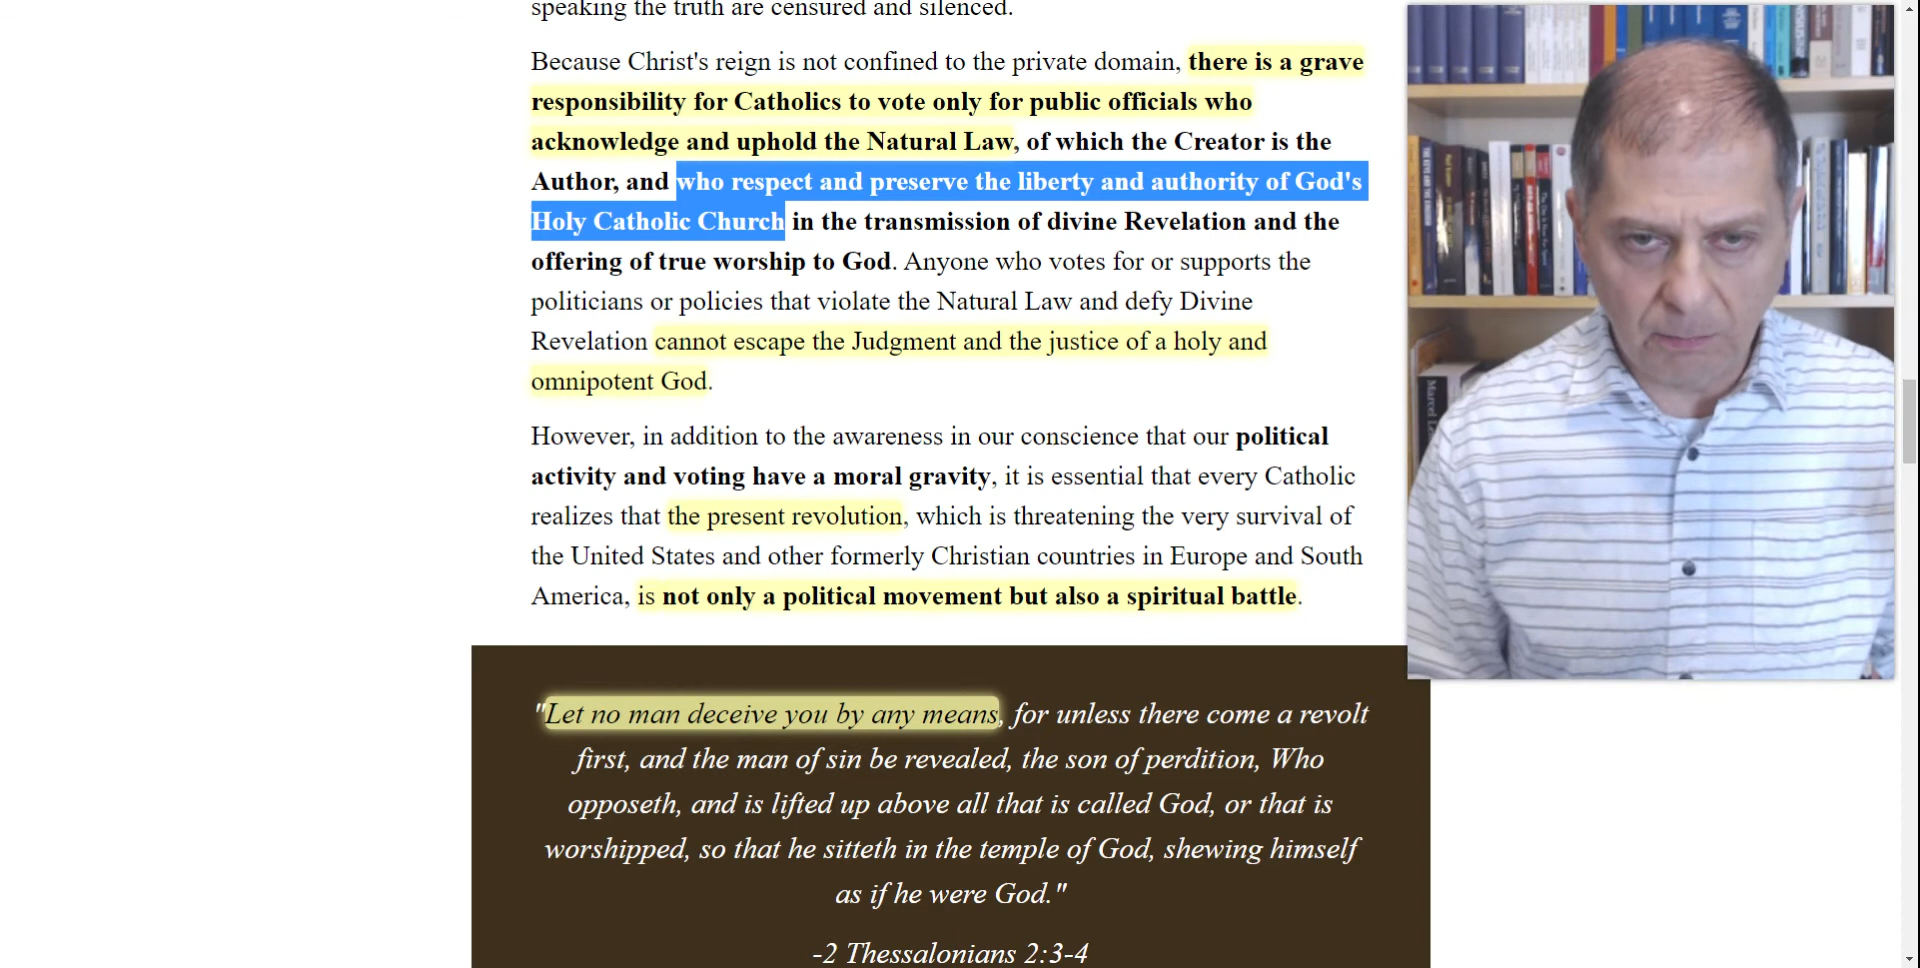 speaking the truth are censured and silenced.
Because Christ's reign is not confined to the private domain, there is a grave
responsibility for Catholics to vote only for public officials who
acknowledge and uphold the Natural Law, of which the Creator is the
Author, and who respect and preserve the liberty and authority of God's
Holy Catholic Church in the transmission of divine Revelation and the
offering of true worship to God. Anyone who votes for or supports the
politicians or policies that violate the Natural Law and defy Divine
Revelation cannot escape the Judgment and the justice of a holy and
omnipotent God.
However, in addition to the awareness in our conscience that our political
activity and voting have a moral gravity, it is essential that every Catholic
realizes that the present revolution, which is threatening the very survival of
the United States and other formerly Christian countries in Europe and South
America, is not only a political movement but also a spiritual battle.
"Let no man deceive you by any means, for unless there come a revolt
first, and the man of sin be revealed, the son of perdition, Who
opposeth, and is lifted up above all that is called God, or that is
worshipped, so that he sitteth in the temple of God, shewing himself
as if he were God."
-2 Thessalonians 2:3-4
Marcel